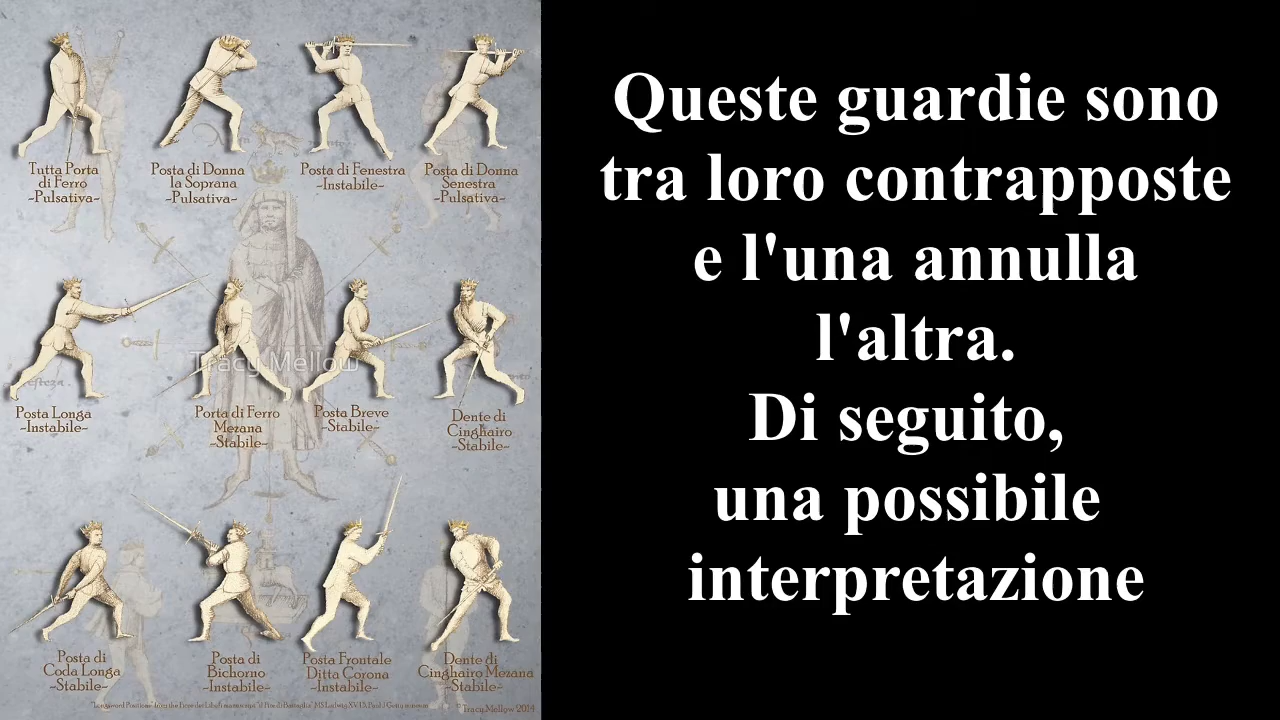 Tutta Porta
di Ferro
-Pulsativa-
Posta di Donna
la Soprana
-Pulsativa-
Posta di Fenestra
-Instabile-
Posta di Donna
Senestra
-Pulsativa-
Posta Longa
-Instabile-
Porta di Ferro
Mezana
-Stabile-
Posta Breve
-Stabile-
Dente di
Cinghairo
-Stabile-
Tracy Mellow
Posta di
Coda Longa
-Stabile-
Posta di
Bichorno
-Instabile-
Posta Frontale
Ditta Corona
-Instabile-
Dente di
Cinghairo Mezana
-Stabile-
© Tracy Mellow 2014
Queste guardie sono
tra loro contrapposte
e l'una annulla
l'altra.
Di seguito,
una possibile
interpretazione